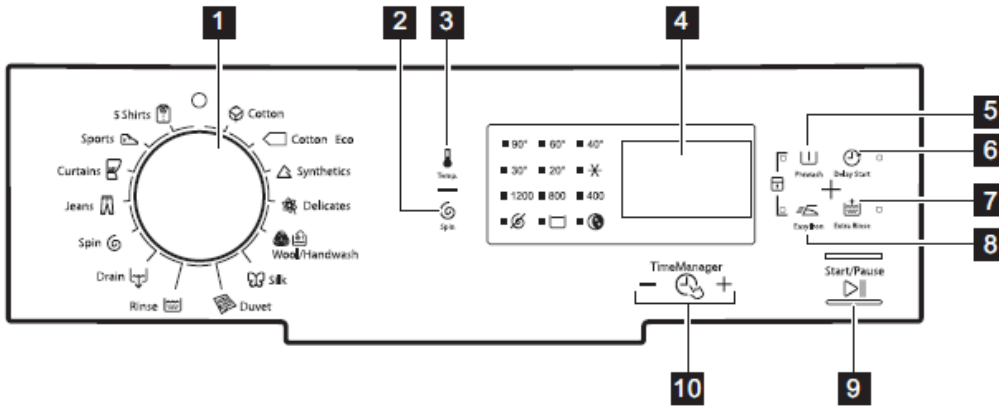 1
2
3
4
5
6
7
8
9
10
5 Shirts
Sports
Curtains
Jeans
Spin
Drain
Rinse
Cotton
Cotton Eco
Synthetics
Delicates
Wool/Handwash
Silk
Duvet
Temp.
Spin
90° 60° 40°
30° 20°
1200 800 400
Prewash Delay Start
Easy Iron Extra Rinse
TimeManager
− +
Start/Pause